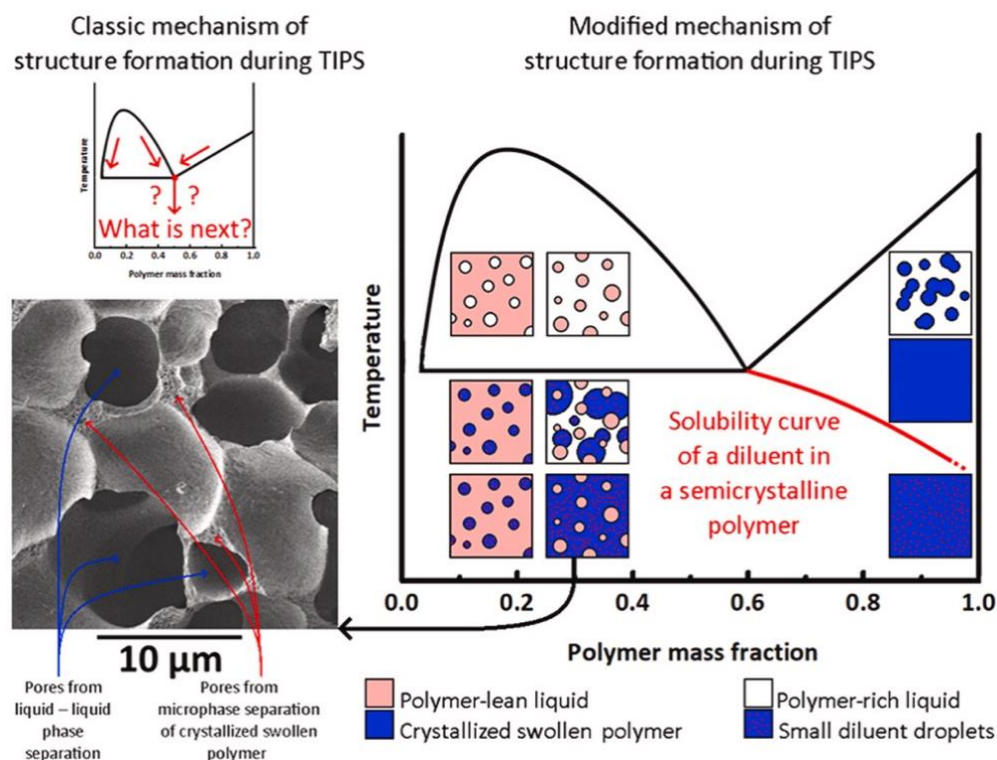 Classic mechanism of
structure formation during TIPS
Temperature
? ?
What is next?
0.0 0.2 0.4 0.6 0.8 1.0
Polymer mass fraction
10 µm
Pores from
liquid – liquid
phase
separation
Pores from
microphase separation
of crystallized swollen
polymer
Modified mechanism of
structure formation during TIPS
Temperature
Solubility curve
of a diluent in
a semicrystalline
polymer
0.0 0.2 0.4 0.6 0.8 1.0
Polymer mass fraction
Polymer-lean liquid
Polymer-rich liquid
Crystallized swollen polymer
Small diluent droplets